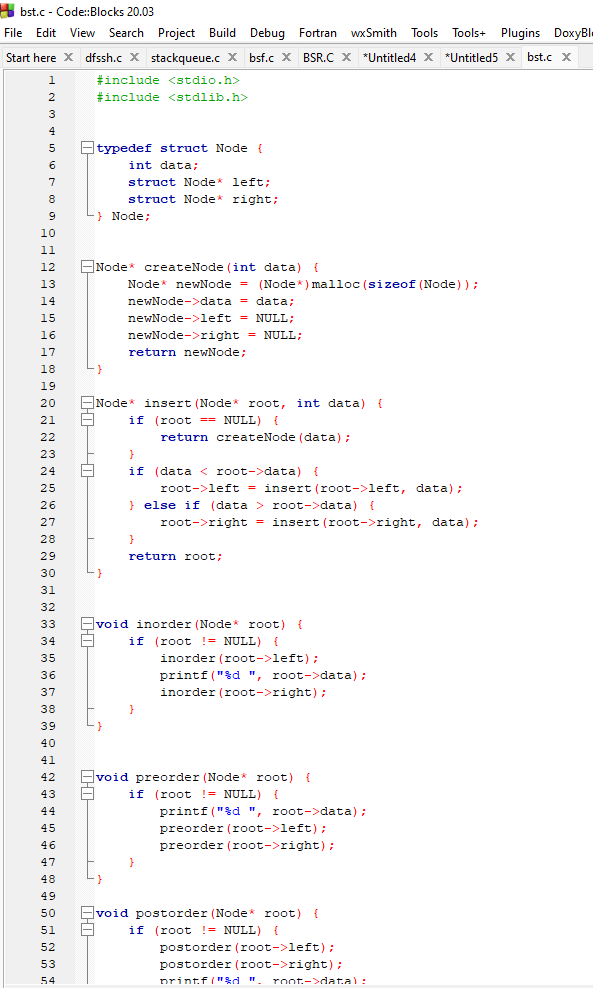 bst.c - Code::Blocks 20.03
File Edit View Search Project Build Debug Fortran wxSmith Tools Tools+ Plugins DoxyBl
Start here X dfssh.c X stackqueue.c X bsf.c X BSR.C X *Untitled4 X *Untitled5 X bst.c X
1 #include <stdio.h>
2 #include <stdlib.h>
3
4
5 typedef struct Node {
6 int data;
7 struct Node* left;
8 struct Node* right;
9 } Node;
10
11
12 Node* createNode(int data) {
13 Node* newNode = (Node*)malloc(sizeof(Node));
14 newNode->data = data;
15 newNode->left = NULL;
16 newNode->right = NULL;
17 return newNode;
18 }
19
20 Node* insert(Node* root, int data) {
21 if (root == NULL) {
22 return createNode(data);
23 }
24 if (data < root->data) {
25 root->left = insert(root->left, data);
26 } else if (data > root->data) {
27 root->right = insert(root->right, data);
28 }
29 return root;
30 }
31
32
33 void inorder(Node* root) {
34 if (root != NULL) {
35 inorder(root->left);
36 printf("%d ", root->data);
37 inorder(root->right);
38 }
39 }
40
41
42 void preorder(Node* root) {
43 if (root != NULL) {
44 printf("%d ", root->data);
45 preorder(root->left);
46 preorder(root->right);
47 }
48 }
49
50 void postorder(Node* root) {
51 if (root != NULL) {
52 postorder(root->left);
53 postorder(root->right);
54 printf("%d ", root->data);